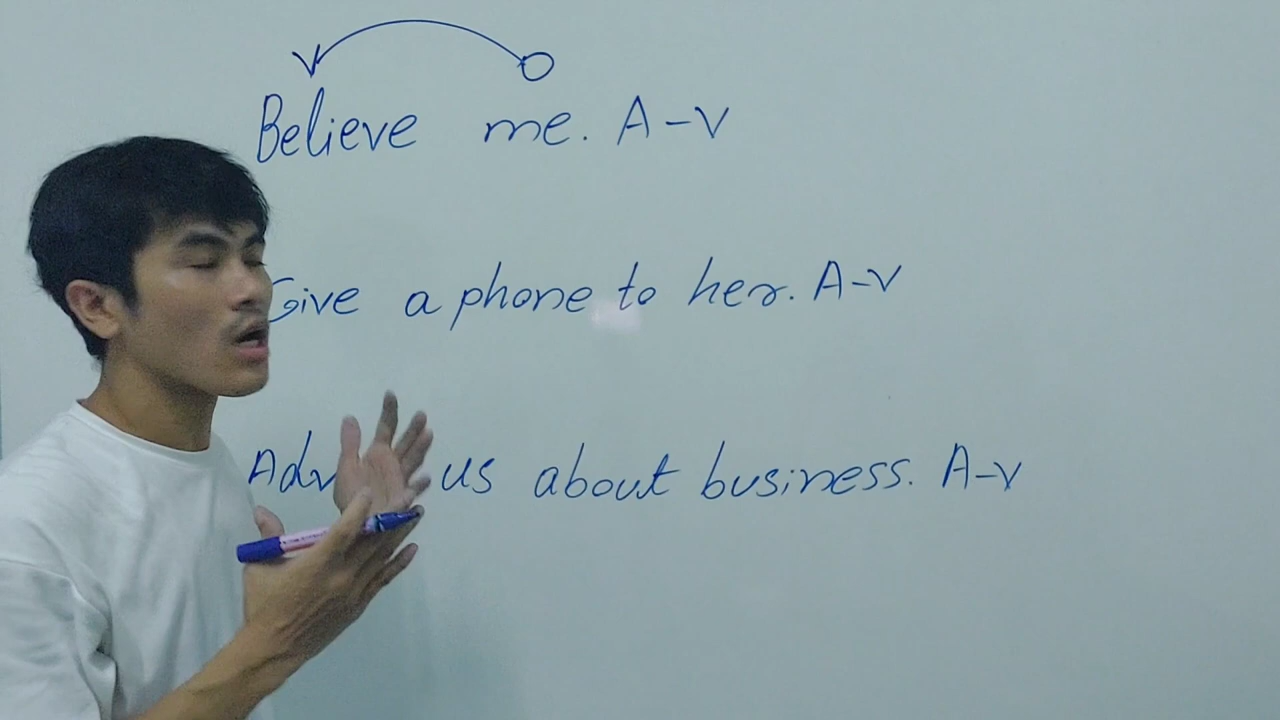 V O
Believe me. A-V
Give a phone to her. A-V
us about business. A-V